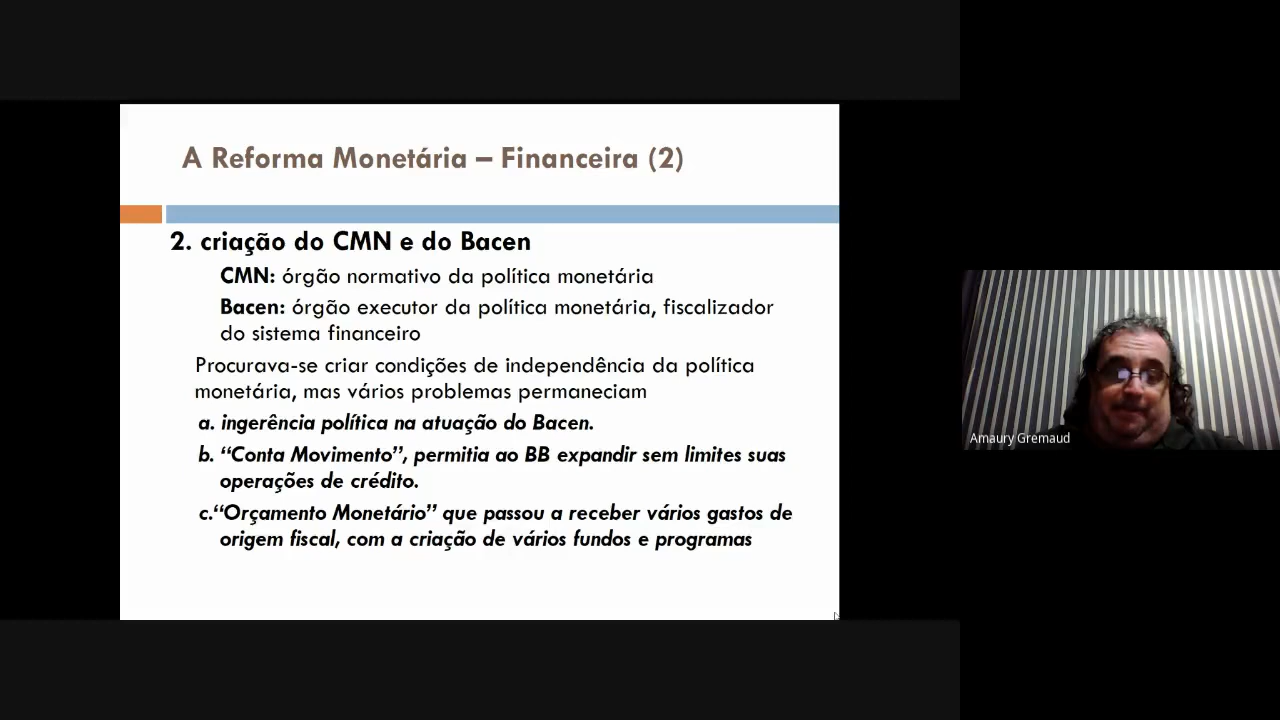 A Reforma Monetária – Financeira (2)
2. criação do CMN e do Bacen
CMN: órgão normativo da política monetária
Bacen: órgão executor da política monetária, fiscalizador
do sistema financeiro
Procurava-se criar condições de independência da política
monetária, mas vários problemas permaneciam
a. ingerência política na atuação do Bacen.
b. “Conta Movimento”, permitia ao BB expandir sem limites suas
operações de crédito.
c.“Orçamento Monetário” que passou a receber vários gastos de
origem fiscal, com a criação de vários fundos e programas
Amaury Gremaud